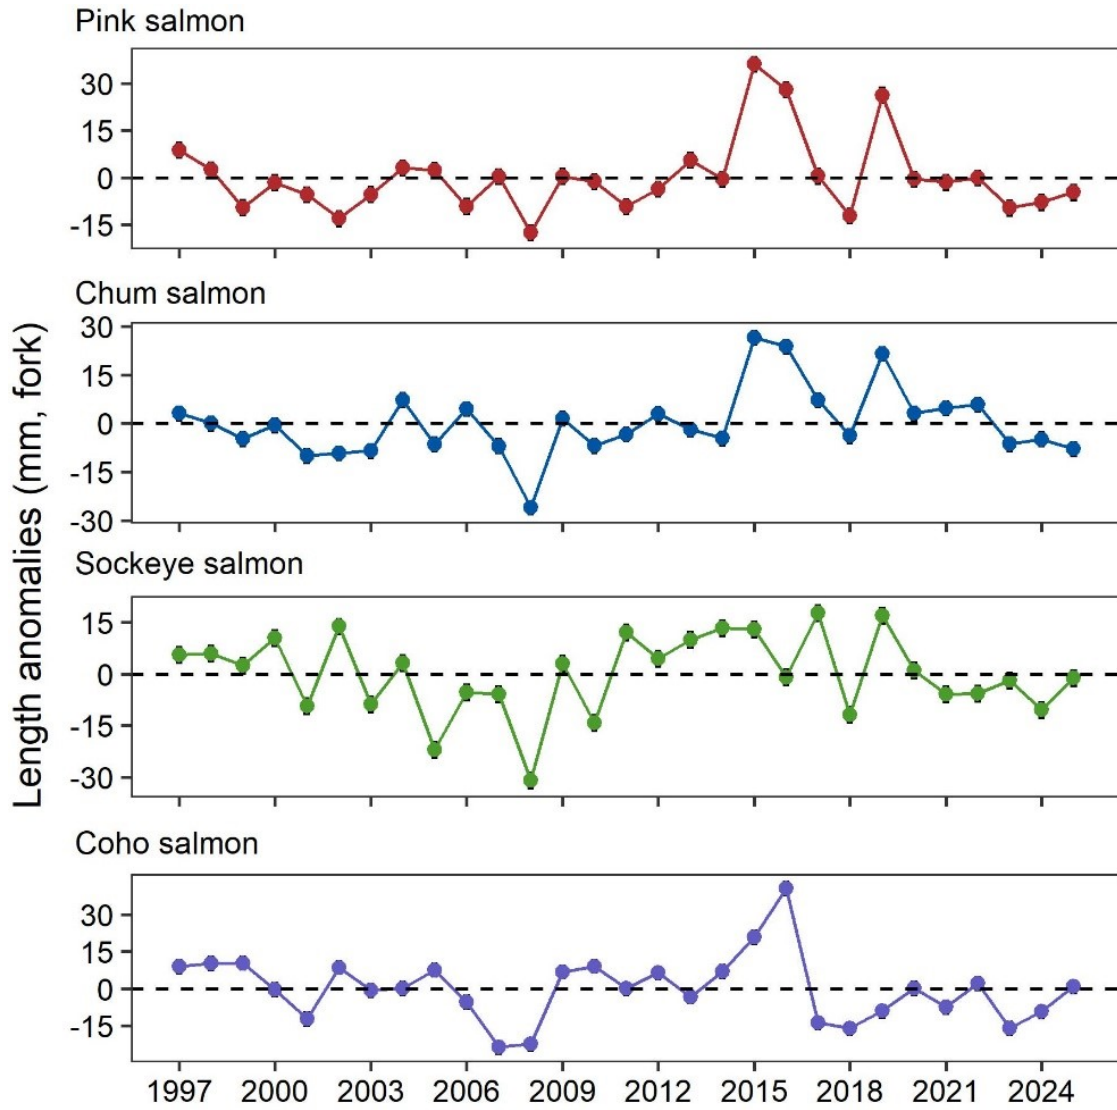 Pink salmon
30
15
0
-15
Chum salmon
30
15
0
-15
-30
Sockeye salmon
15
0
-15
-30
Coho salmon
30
15
0
-15
1997 2000 2003 2006 2009 2012 2015 2018 2021 2024
Length anomalies (mm, fork)